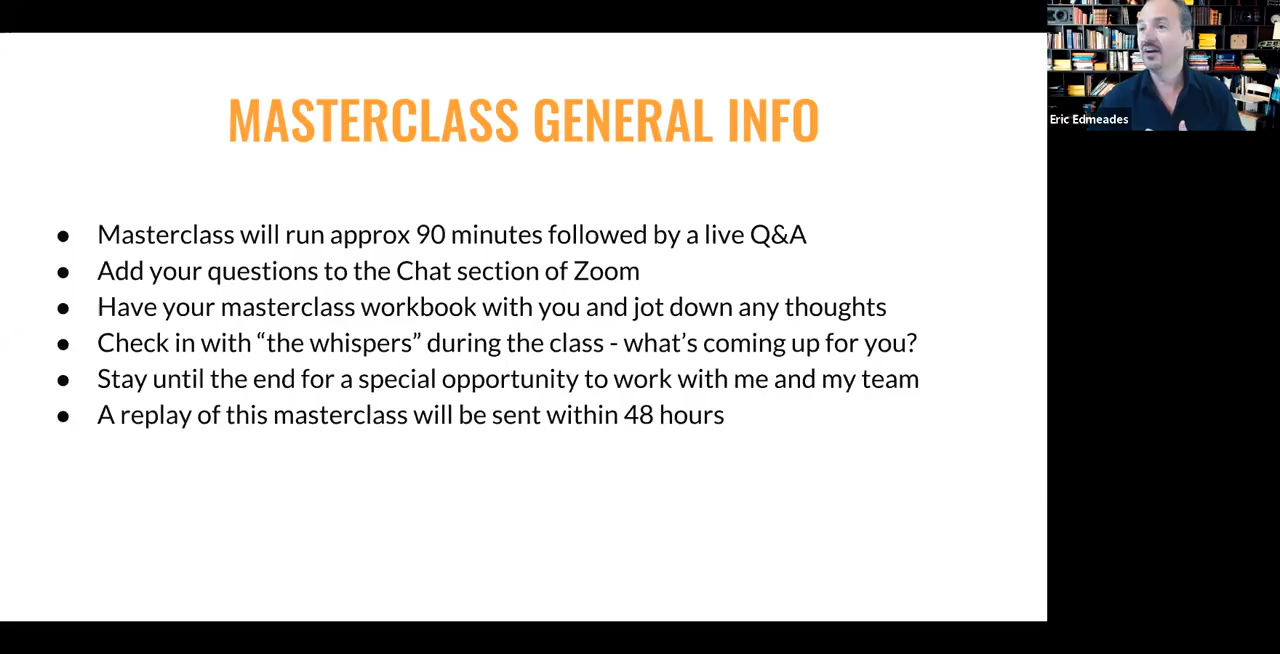 MASTERCLASS GENERAL INFO
● Masterclass will run approx 90 minutes followed by a live Q&A
● Add your questions to the Chat section of Zoom
● Have your masterclass workbook with you and jot down any thoughts
● Check in with “the whispers” during the class - what’s coming up for you?
● Stay until the end for a special opportunity to work with me and my team
● A replay of this masterclass will be sent within 48 hours
Eric Edmeades